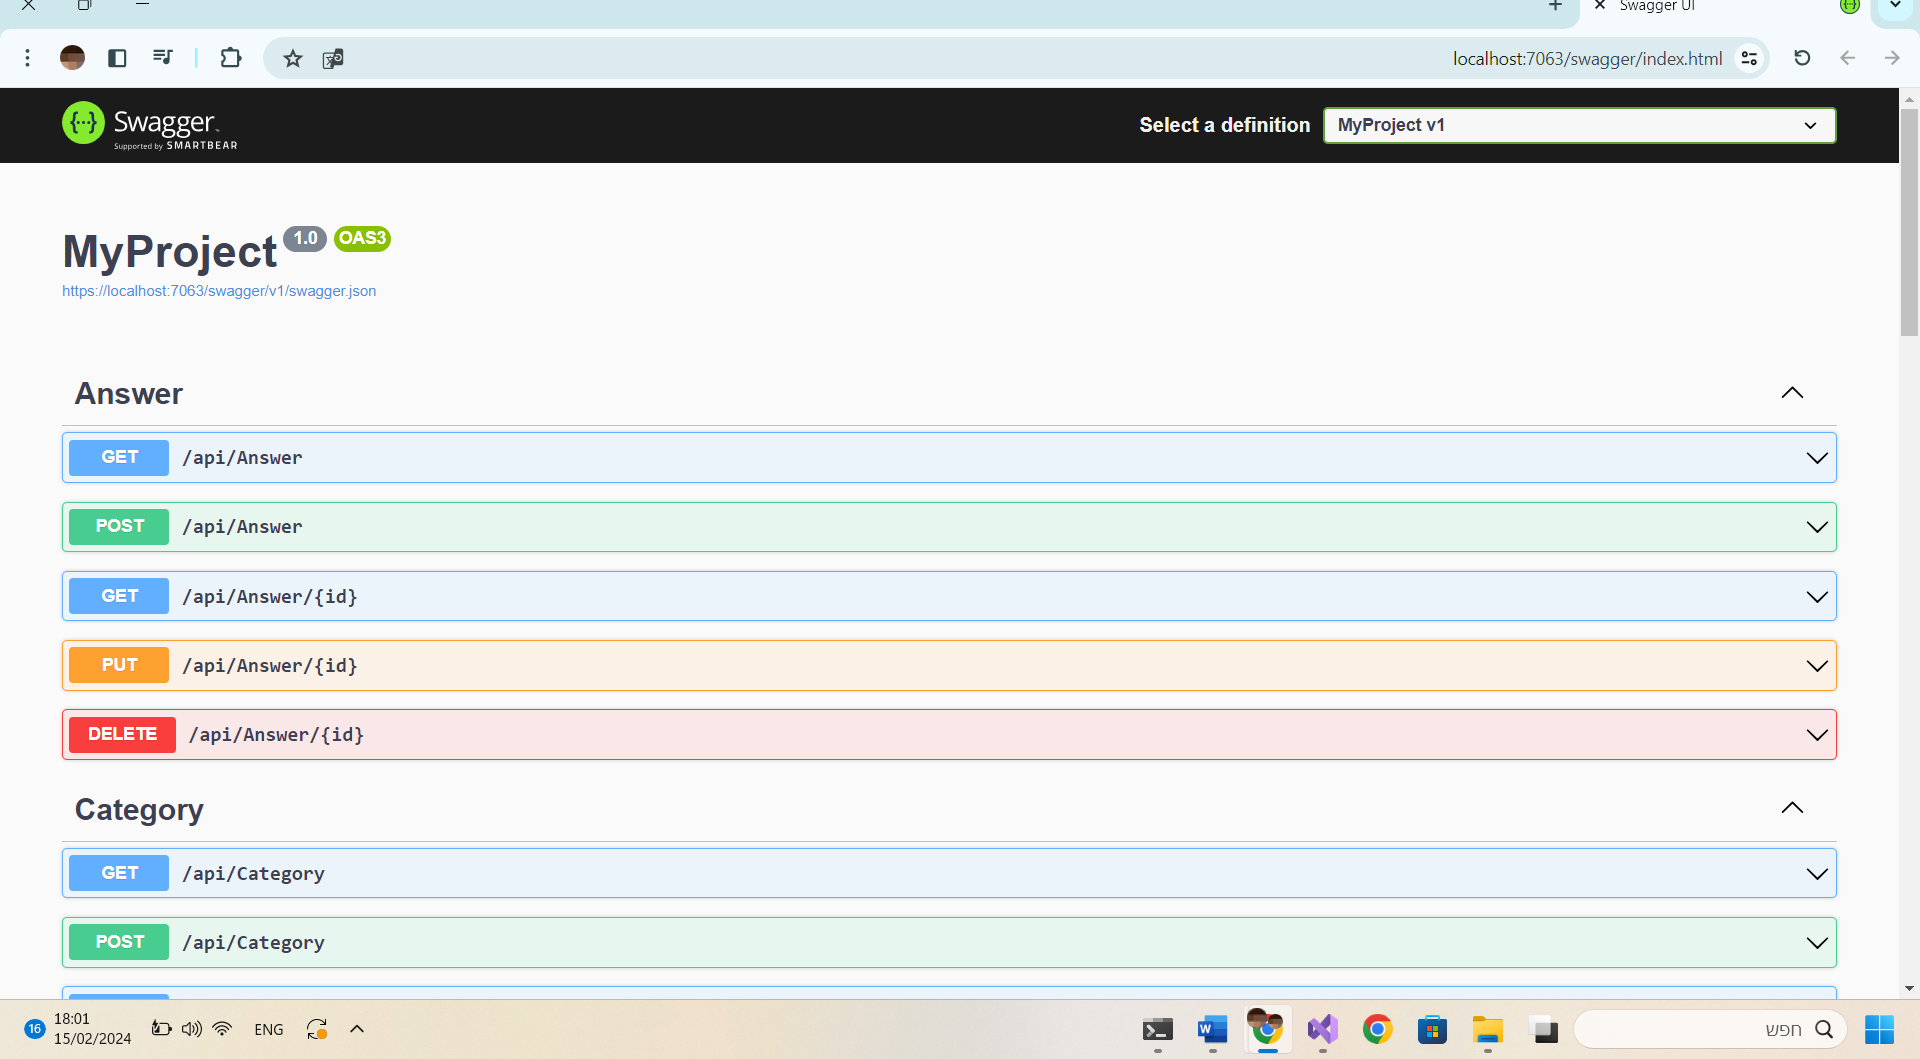 Swagger UI
localhost:7063/swagger/index.html
Swagger
Supported by SMARTBEAR
Select a definition
MyProject v1
MyProject 1.0 OAS3
https://localhost:7063/swagger/v1/swagger.json
Answer
GET /api/Answer
POST /api/Answer
GET /api/Answer/{id}
PUT /api/Answer/{id}
DELETE /api/Answer/{id}
Category
GET /api/Category
POST /api/Category
16
18:01
15/02/2024
ENG
חפש